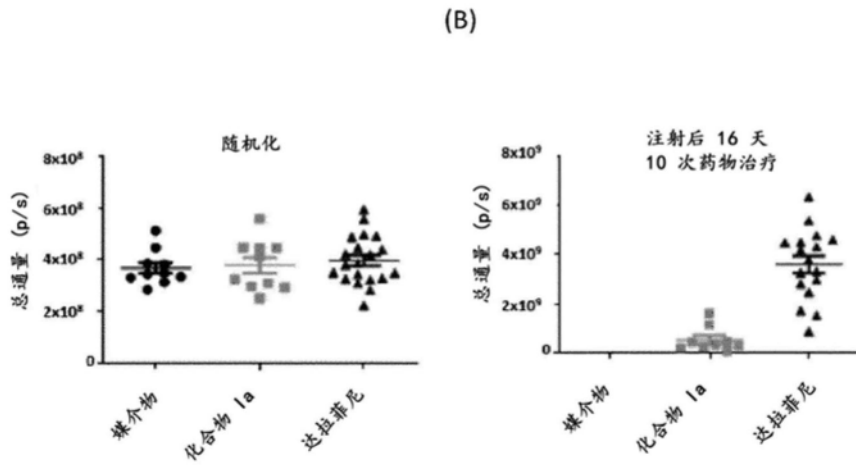 (B)
随机化
8x10⁸
6x10⁸
4x10⁸
2x10⁸
0
总通量 (p/s)
媒介物
化合物 Ia
达拉菲尼
注射后 16 天
10 次药物治疗
8x10⁹
6x10⁹
4x10⁹
2x10⁹
0
总通量 (p/s)
媒介物
化合物 Ia
达拉菲尼